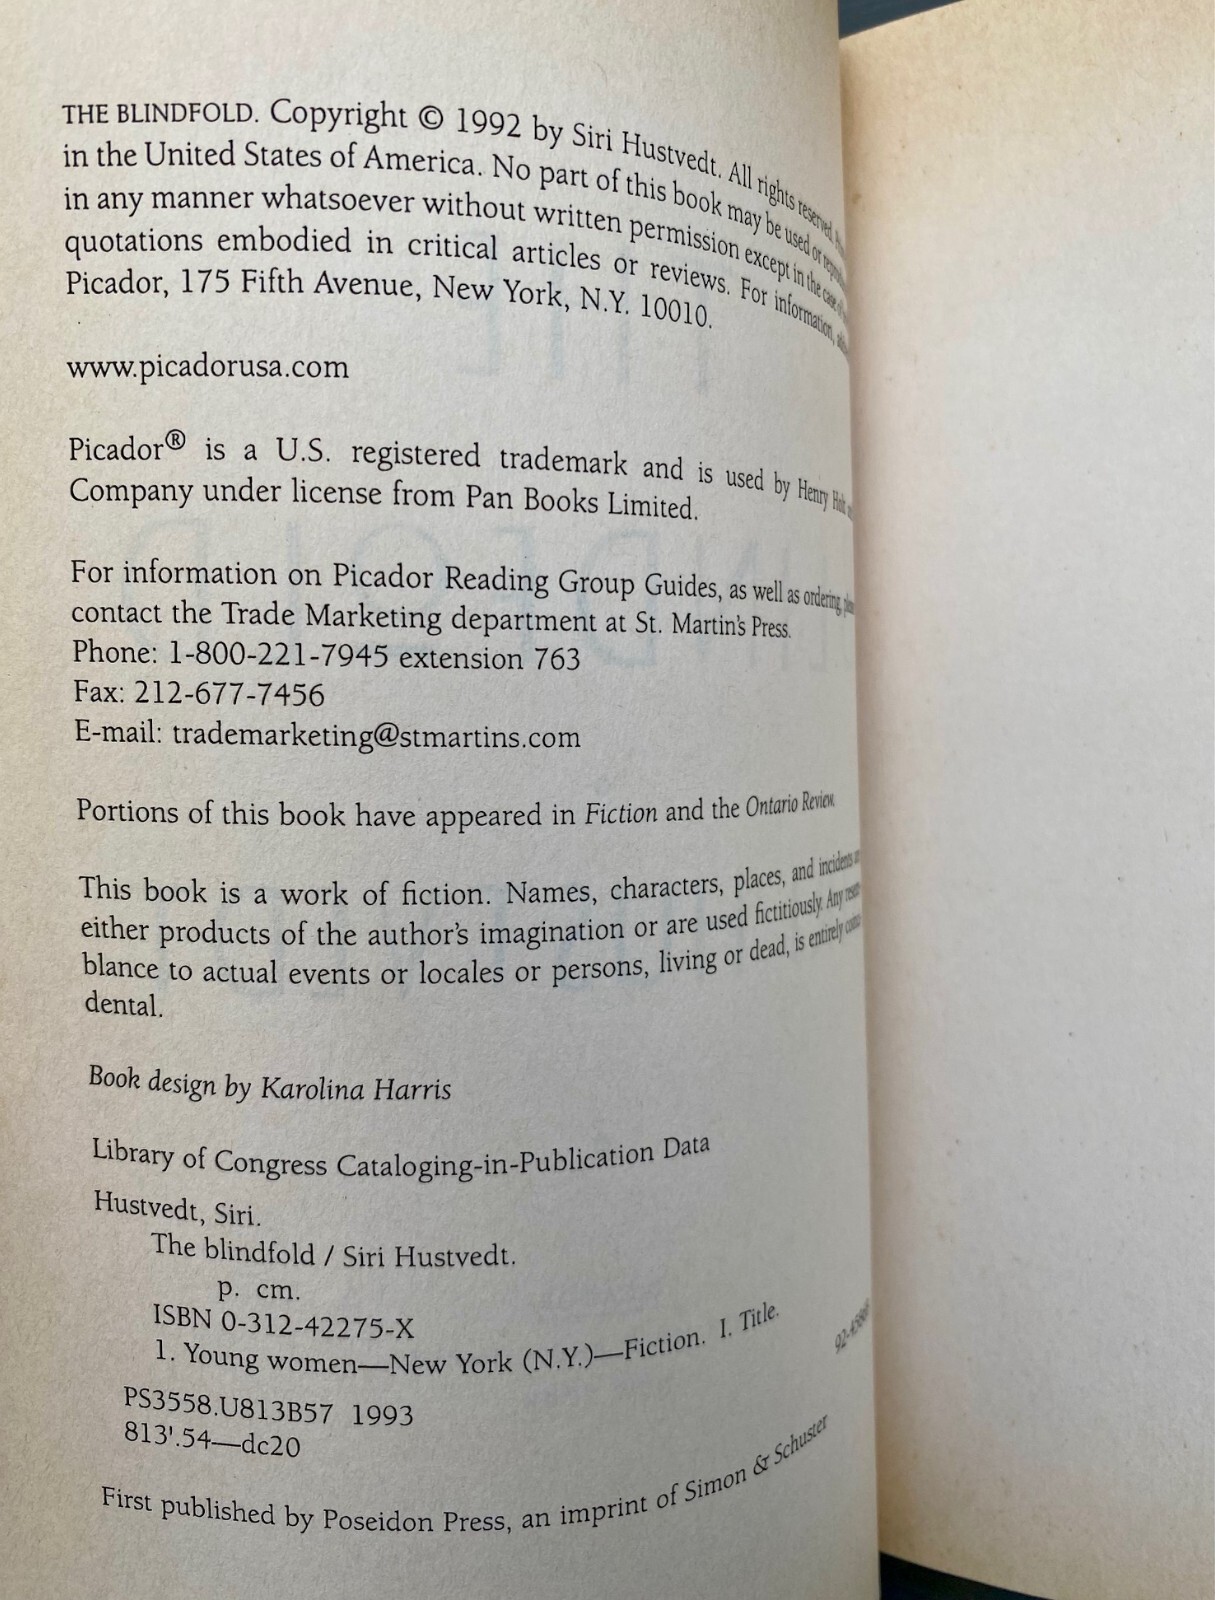 THE BLINDFOLD. Copyright © 1992 by Siri Hustvedt. All rights reserved.
in the United States of America. No part of this book may be used or
in any manner whatsoever without written permission except in the case of
quotations embodied in critical articles or reviews. For information,
Picador, 175 Fifth Avenue, New York, N.Y. 10010.
www.picadorusa.com
Picador® is a U.S. registered trademark and is used by Henry Holt
Company under license from Pan Books Limited.
For information on Picador Reading Group Guides, as well as ordering,
contact the Trade Marketing department at St. Martin's Press.
Phone: 1-800-221-7945 extension 763
Fax: 212-677-7456
E-mail: trademarketing@stmartins.com
Portions of this book have appeared in Fiction and the Ontario Review.
This book is a work of fiction. Names, characters, places, and incidents
either products of the author's imagination or are used fictitiously. Any
blance to actual events or locales or persons, living or dead, is entirely
dental.
Book design by Karolina Harris
Library of Congress Cataloging-in-Publication Data
Hustvedt, Siri.
The blindfold / Siri Hustvedt.
p. cm.
ISBN 0-312-42275-X
1. Young women—New York (N.Y.)—Fiction. I. Title.
PS3558.U813B57 1993
813'.54—dc20
First published by Poseidon Press, an imprint of Simon & Schuster